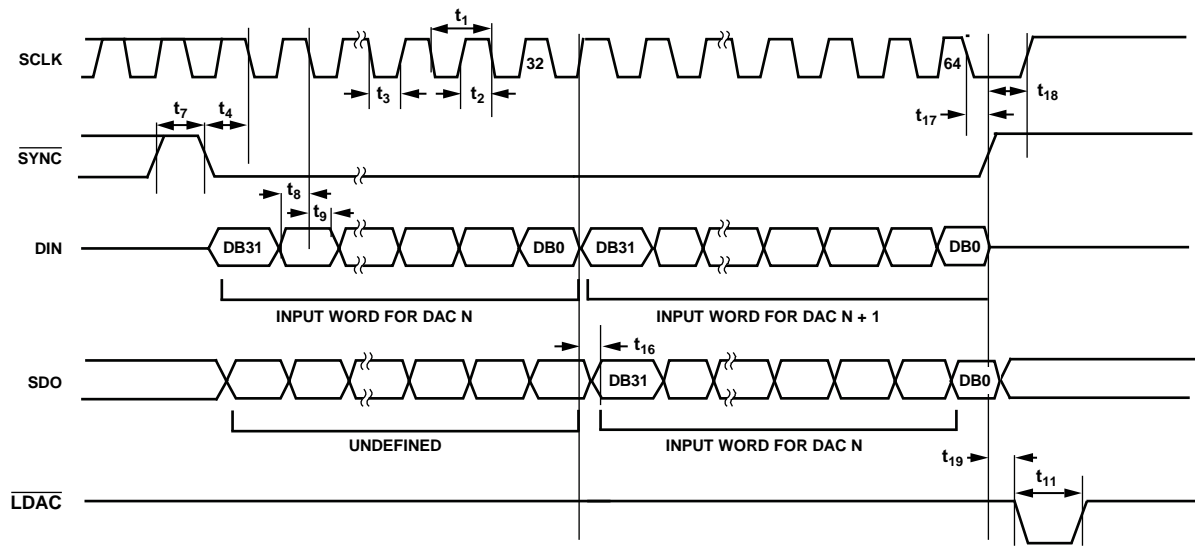 t1
SCLK
32
64
t3
t2
t18
t7
t4
t17
SYNC
t8
t9
DIN
DB31
DB0
DB31
DB0
INPUT WORD FOR DAC N
INPUT WORD FOR DAC N + 1
t16
SDO
DB31
DB0
UNDEFINED
INPUT WORD FOR DAC N
t19
t11
LDAC